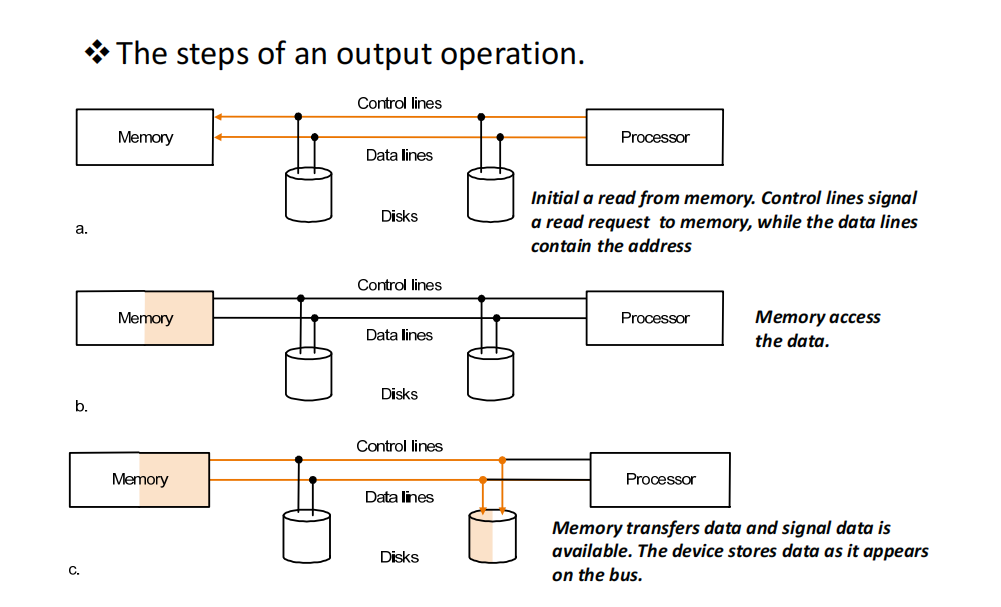 ❖ The steps of an output operation.
Control lines
Memory
Processor
Data lines
Disks
a.
Initial a read from memory. Control lines signal
a read request to memory, while the data lines
contain the address
Control lines
Memory
Processor
Data lines
Disks
b.
Memory access
the data.
Control lines
Memory
Processor
Data lines
Disks
c.
Memory transfers data and signal data is
available. The device stores data as it appears
on the bus.